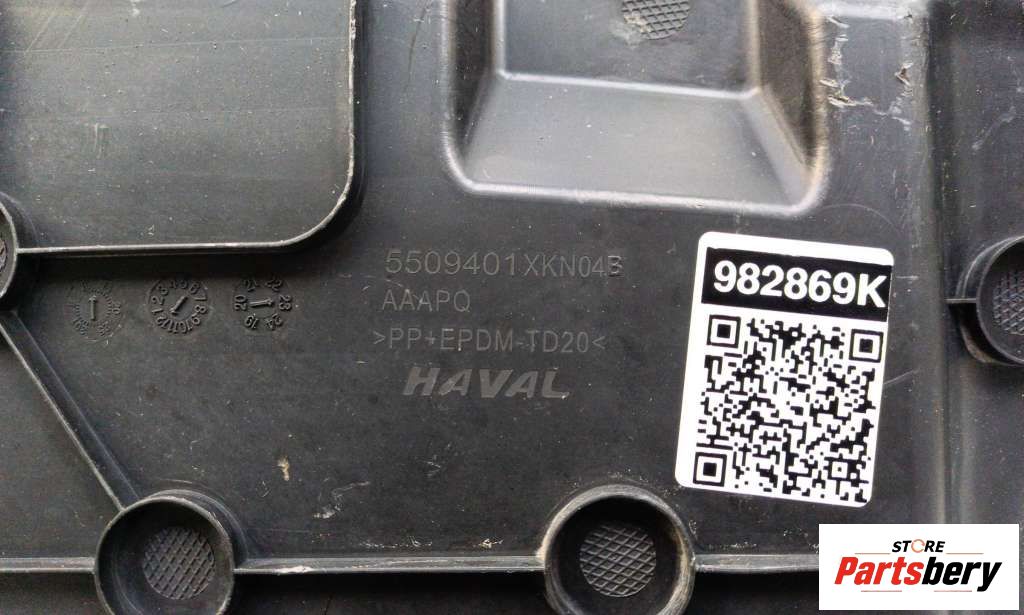 5509401XKN04B
AAAPQ
>PP+EPDM-TD20<
HAVAL
982869K
STORE
Partsbery